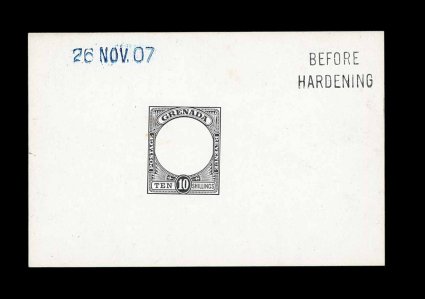 26 NOV. 07
BEFORE
HARDENING
GRENADA
POSTAGE
REVENUE
TEN 10 SHILLINGS